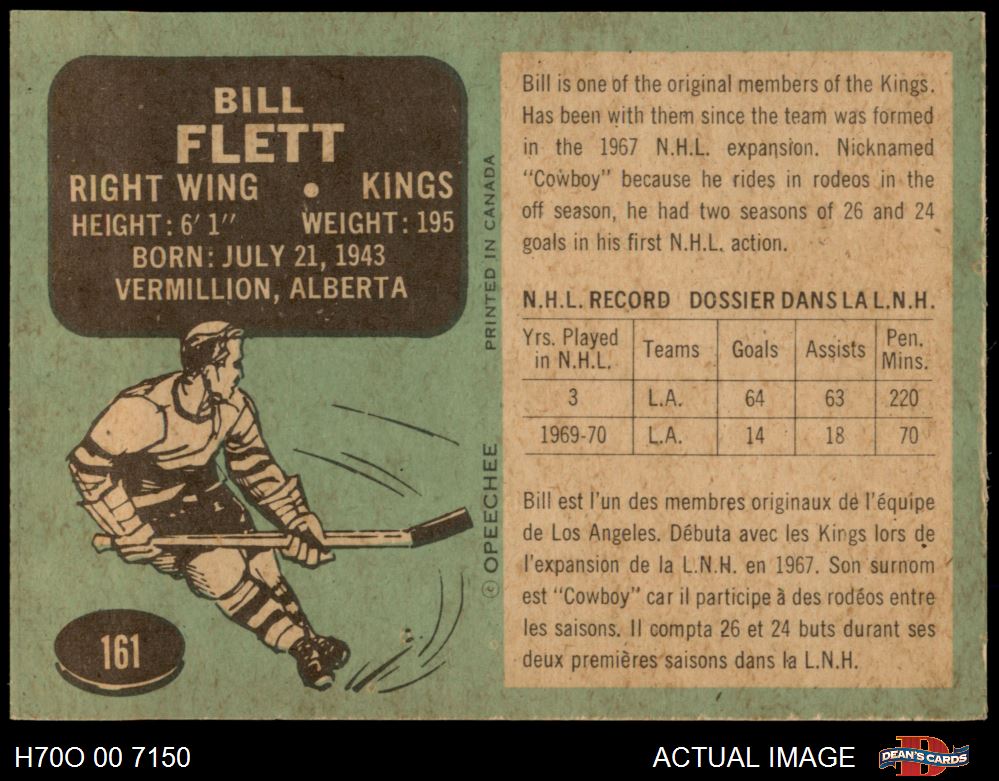 BILL
FLETT
RIGHT WING • KINGS
HEIGHT: 6' 1" WEIGHT: 195
BORN: JULY 21, 1943
VERMILLION, ALBERTA
161
© OPEECHEE PRINTED IN CANADA
Bill is one of the original members of the Kings.
Has been with them since the team was formed
in the 1967 N.H.L. expansion. Nicknamed
"Cowboy" because he rides in rodeos in the
off season, he had two seasons of 26 and 24
goals in his first N.H.L. action.
N.H.L. RECORD DOSSIER DANS LA L.N.H.
Yrs. Played in N.H.L. Teams Goals Assists Pen. Mins.
3 L.A. 64 63 220
1969-70 L.A. 14 18 70
Bill est l'un des membres originaux de l'équipe
de Los Angeles. Débuta avec les Kings lors de
l'expansion de la L.N.H. en 1967. Son surnom
est "Cowboy" car il participe à des rodéos entre
les saisons. Il compta 26 et 24 buts durant ses
deux premières saisons dans la L.N.H.
H70O 00 7150
ACTUAL IMAGE
DEAN'S CARDS